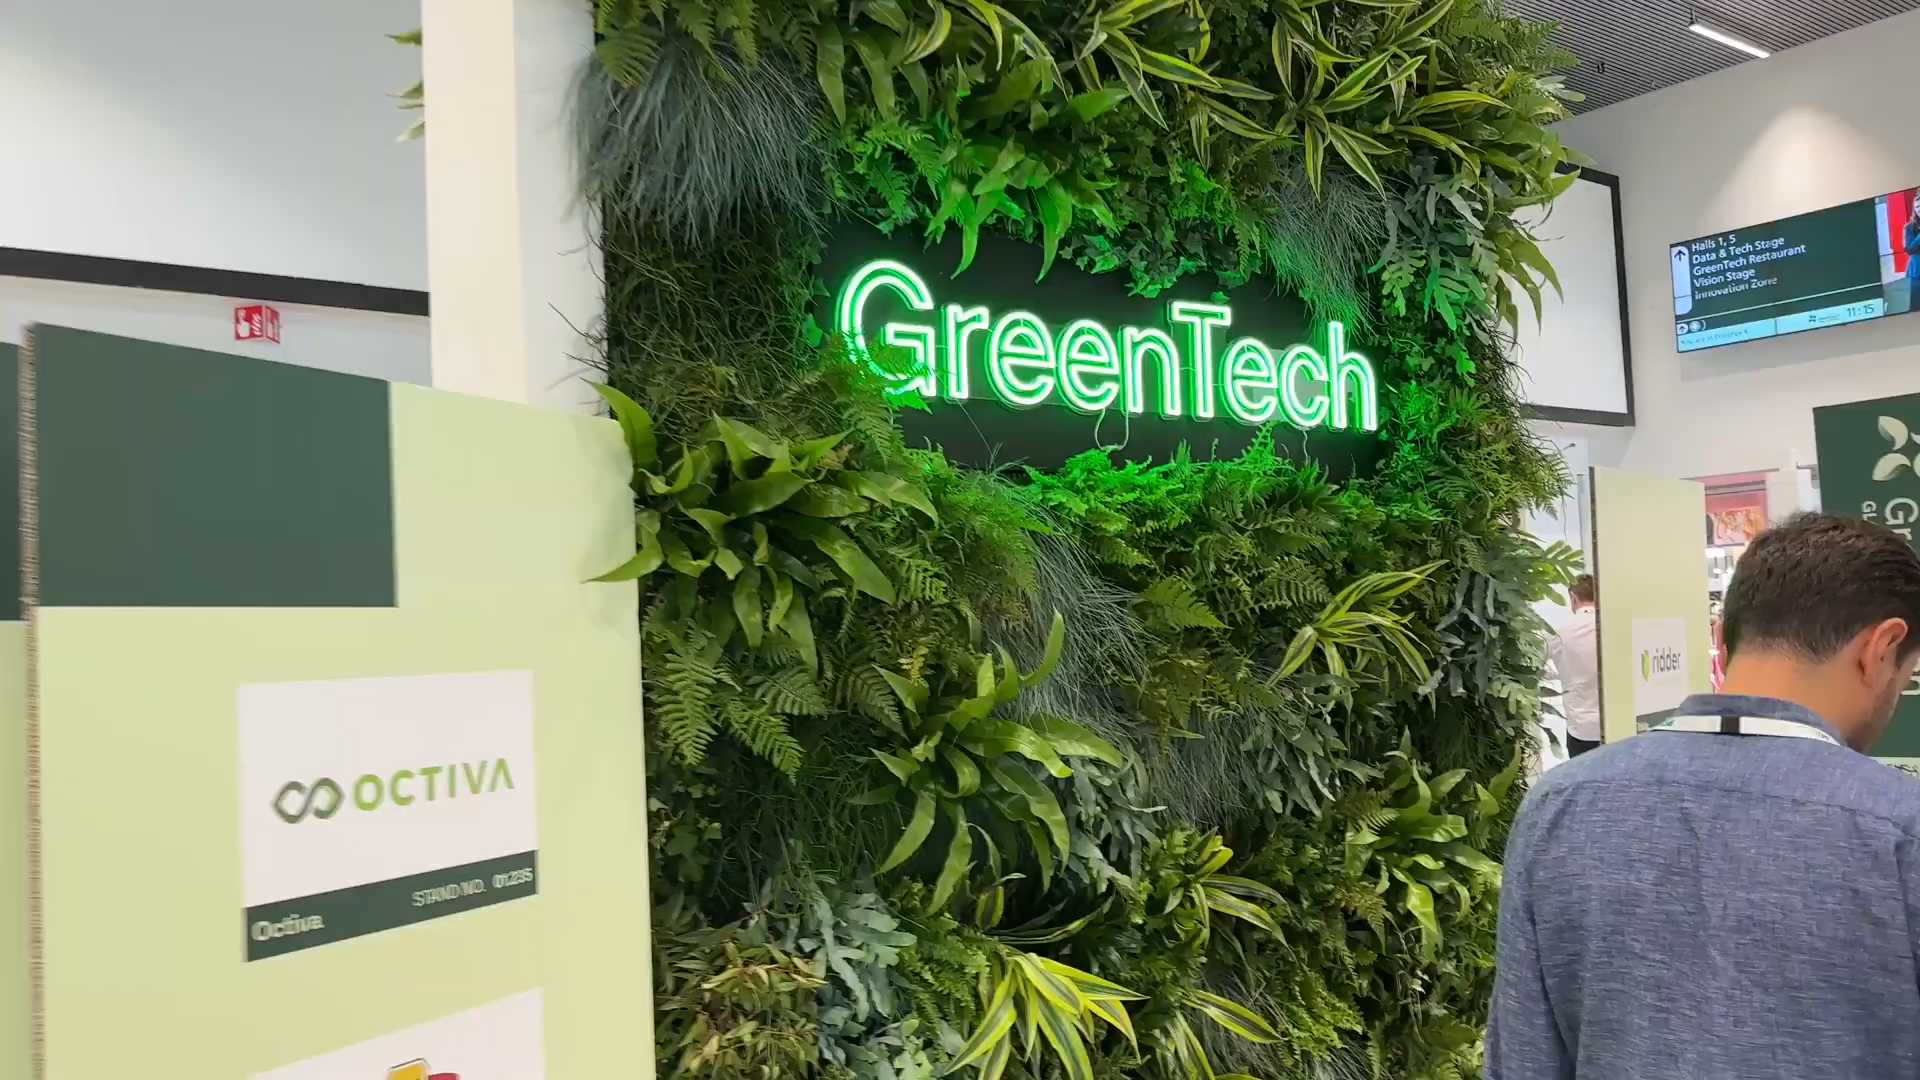 GreenTech
Halls 1, 5
Data & Tech Stage
GreenTech Restaurant
Vision Stage
Innovation Zone
11:15
ridder
OCTIVA
STAND NO. 01.235
Octiva